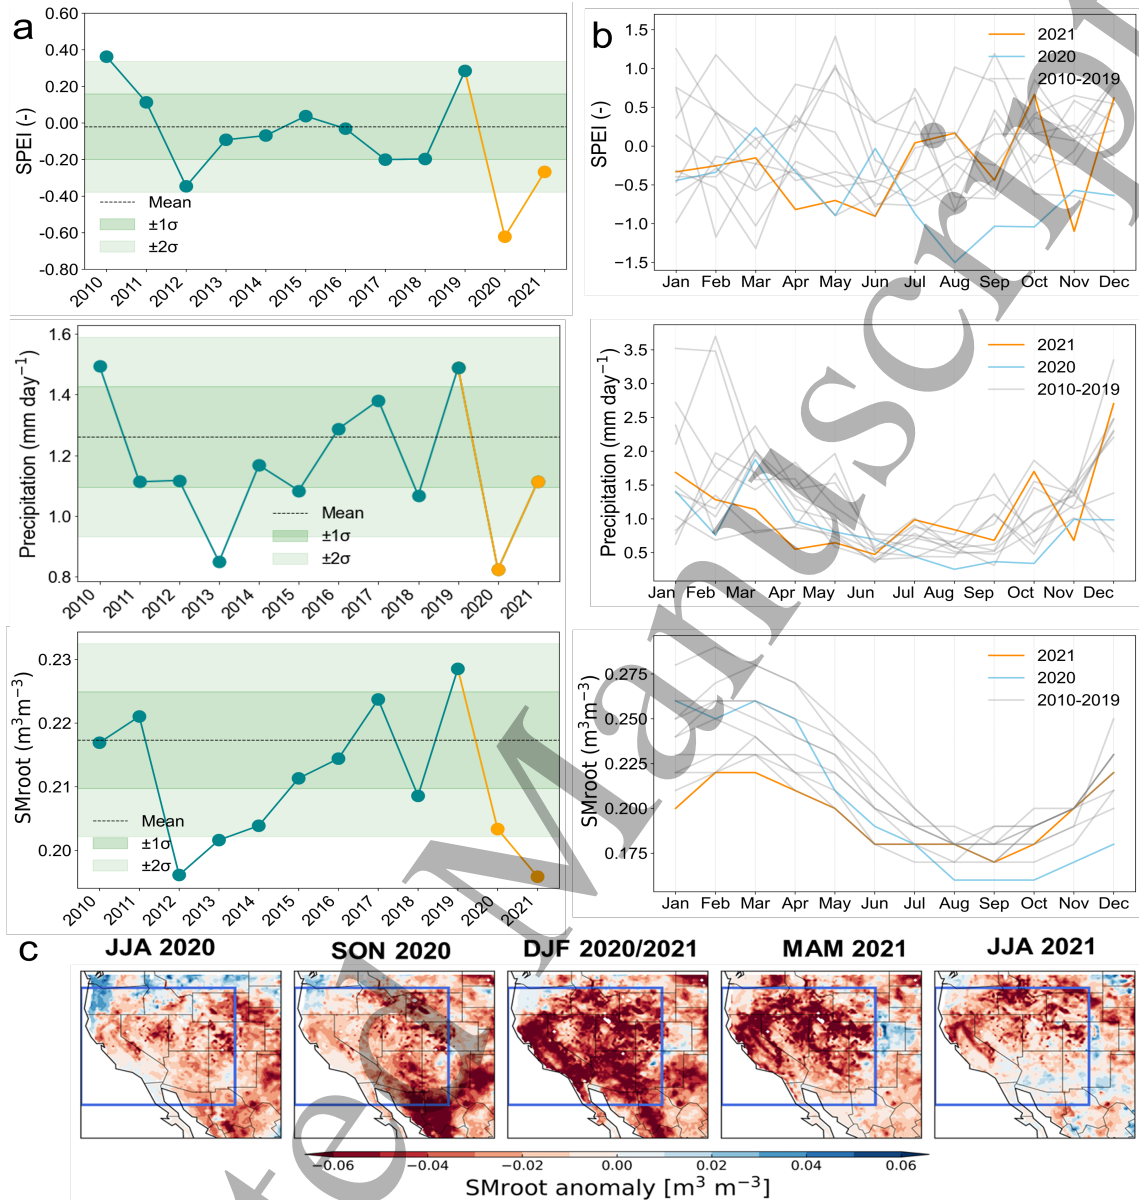 a
0.60
0.40
0.20
0.00
-0.20
-0.40
-0.60
-0.80
SPEI (-)
Mean
±1σ
±2σ
2010 2011 2012 2013 2014 2015 2016 2017 2018 2019 2020 2021
b
1.5
1.0
0.5
0.0
−0.5
−1.0
−1.5
SPEI (-)
2021
2020
2010-2019
Jan Feb Mar Apr May Jun Jul Aug Sep Oct Nov Dec
1.6
1.4
1.2
1.0
0.8
Precipitation (mm day⁻¹)
Mean
±1σ
±2σ
2010 2011 2012 2013 2014 2015 2016 2017 2018 2019 2020 2021
3.5
3.0
2.5
2.0
1.5
1.0
0.5
Precipitation (mm day⁻¹)
2021
2020
2010-2019
Jan Feb Mar Apr May Jun Jul Aug Sep Oct Nov Dec
0.23
0.22
0.21
0.20
SMroot (m³m⁻³)
Mean
±1σ
±2σ
2010 2011 2012 2013 2014 2015 2016 2017 2018 2019 2020 2021
0.275
0.250
0.225
0.200
0.175
SMroot (m³m⁻³)
2021
2020
2010-2019
Jan Feb Mar Apr May Jun Jul Aug Sep Oct Nov Dec
c
JJA 2020 SON 2020 DJF 2020/2021 MAM 2021 JJA 2021
−0.06 −0.04 −0.02 0.00 0.02 0.04 0.06
SMroot anomaly [m³ m⁻³]
ted Manuscrip